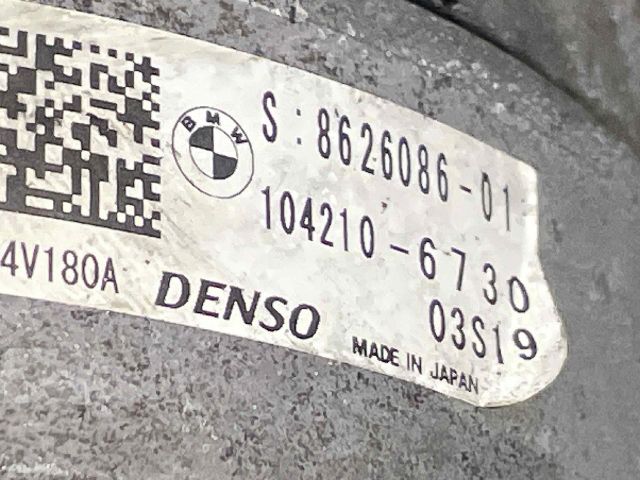 BMW
S:8626086-01
104210-6730
4V180A
DENSO
03S19
MADE IN JAPAN